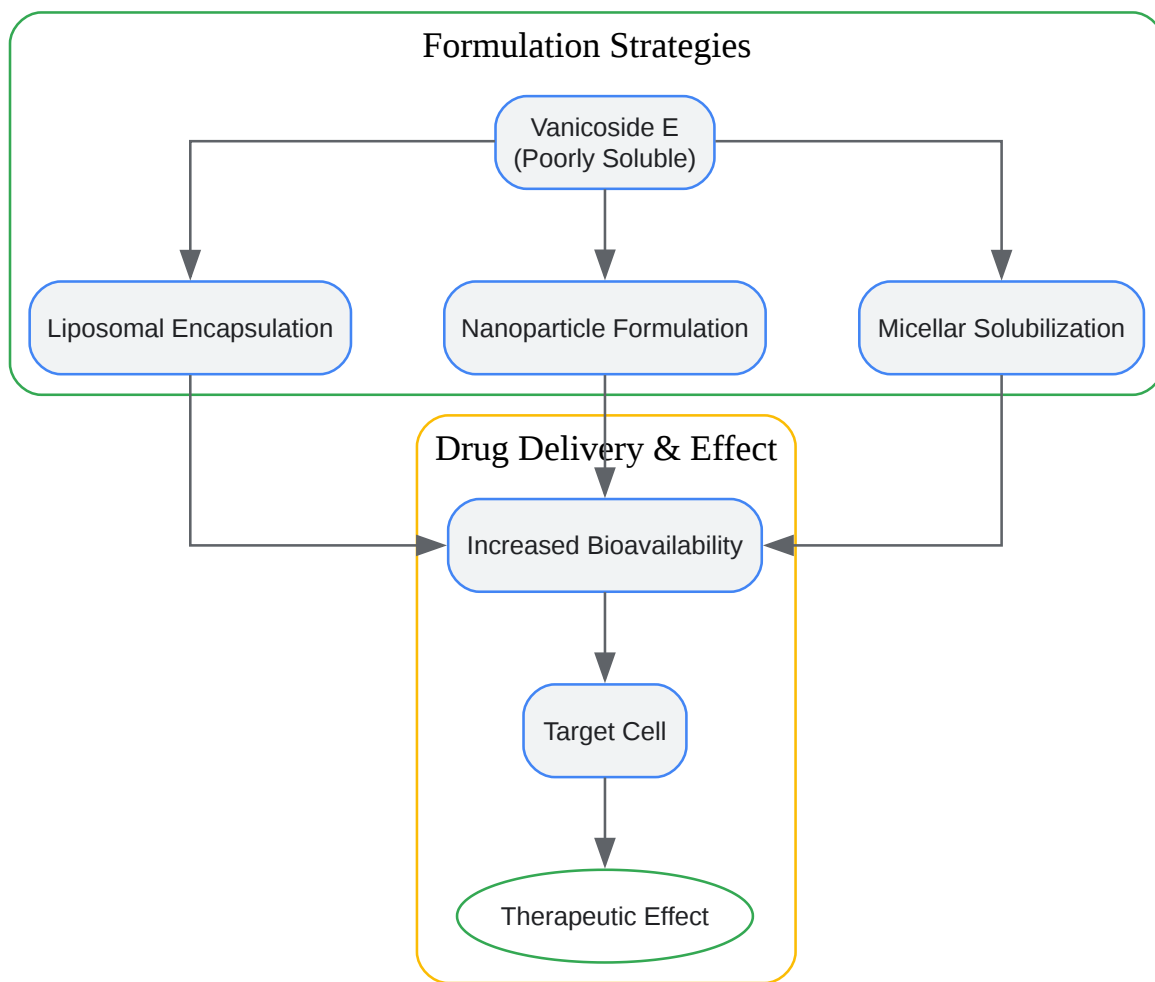 Formulation Strategies
Vanicoside E
(Poorly Soluble)
Liposomal Encapsulation
Nanoparticle Formulation
Micellar Solubilization
Drug Delivery & Effect
Increased Bioavailability
Target Cell
Therapeutic Effect